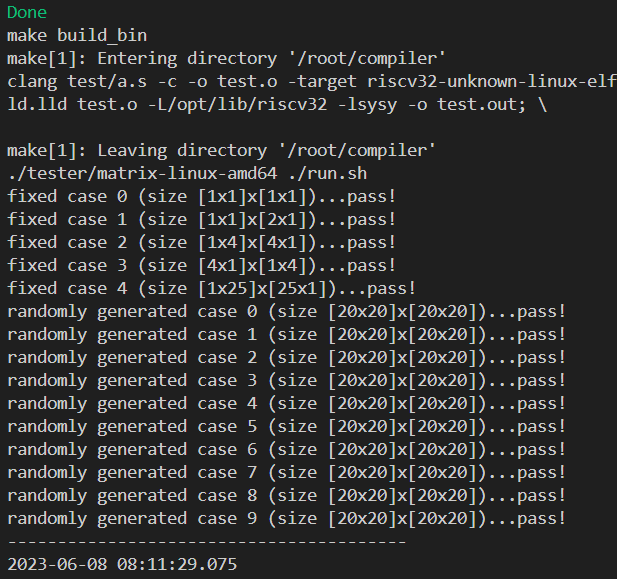 Done
make build_bin
make[1]: Entering directory '/root/compiler'
clang test/a.s -c -o test.o -target riscv32-unknown-linux-elf
ld.lld test.o -L/opt/lib/riscv32 -lsysy -o test.out; \
make[1]: Leaving directory '/root/compiler'
./tester/matrix-linux-amd64 ./run.sh
fixed case 0 (size [1x1]x[1x1])...pass!
fixed case 1 (size [1x1]x[2x1])...pass!
fixed case 2 (size [1x4]x[4x1])...pass!
fixed case 3 (size [4x1]x[1x4])...pass!
fixed case 4 (size [1x25]x[25x1])...pass!
randomly generated case 0 (size [20x20]x[20x20])...pass!
randomly generated case 1 (size [20x20]x[20x20])...pass!
randomly generated case 2 (size [20x20]x[20x20])...pass!
randomly generated case 3 (size [20x20]x[20x20])...pass!
randomly generated case 4 (size [20x20]x[20x20])...pass!
randomly generated case 5 (size [20x20]x[20x20])...pass!
randomly generated case 6 (size [20x20]x[20x20])...pass!
randomly generated case 7 (size [20x20]x[20x20])...pass!
randomly generated case 8 (size [20x20]x[20x20])...pass!
randomly generated case 9 (size [20x20]x[20x20])...pass!
----------------------------------------
2023-06-08 08:11:29.075